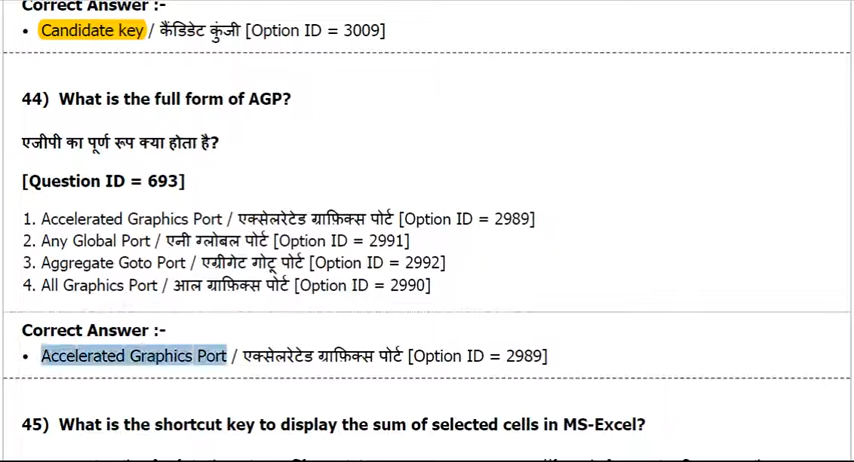 Correct Answer :-
• Candidate key / कैंडिडेट कुंजी [Option ID = 3009]
44) What is the full form of AGP?
एजीपी का पूर्ण रूप क्या होता है?
[Question ID = 693]
1. Accelerated Graphics Port / एक्सेलरेटेड ग्राफ़िक्स पोर्ट [Option ID = 2989]
2. Any Global Port / एनी ग्लोबल पोर्ट [Option ID = 2991]
3. Aggregate Goto Port / एग्रीगेट गोटू पोर्ट [Option ID = 2992]
4. All Graphics Port / आल ग्राफ़िक्स पोर्ट [Option ID = 2990]
Correct Answer :-
• Accelerated Graphics Port / एक्सेलरेटेड ग्राफ़िक्स पोर्ट [Option ID = 2989]
45) What is the shortcut key to display the sum of selected cells in MS-Excel?